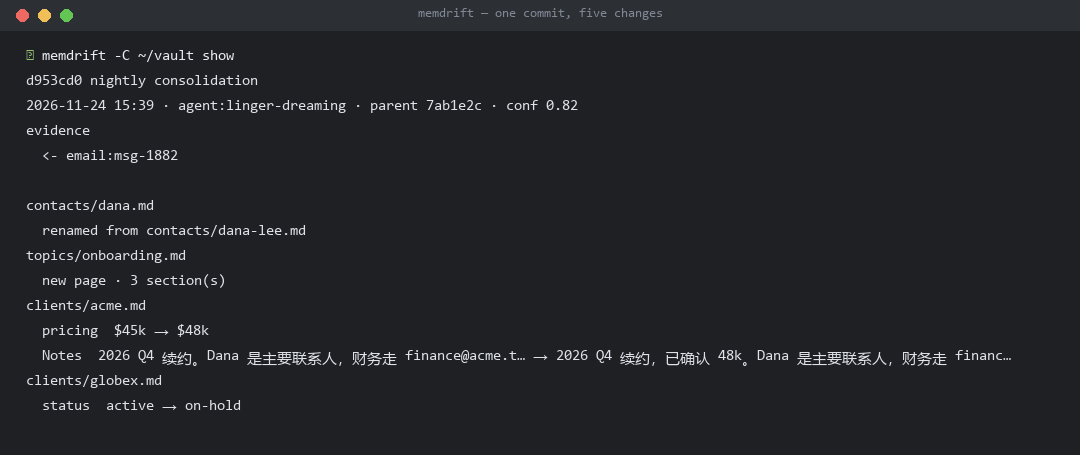 memdrift — one commit, five changes
memdrift -C ~/vault show
d953cd0 nightly consolidation
2026-11-24 15:39 · agent:linger-dreaming · parent 7ab1e2c · conf 0.82
evidence
<- email:msg-1882
contacts/dana.md
renamed from contacts/dana-lee.md
topics/onboarding.md
new page · 3 section(s)
clients/acme.md
pricing $45k → $48k
Notes 2026 Q4 续约。Dana 是主要联系人，财务走 finance@acme.t… → 2026 Q4 续约，已确认 48k。Dana 是主要联系人，财务走 financ…
clients/globex.md
status active → on-hold